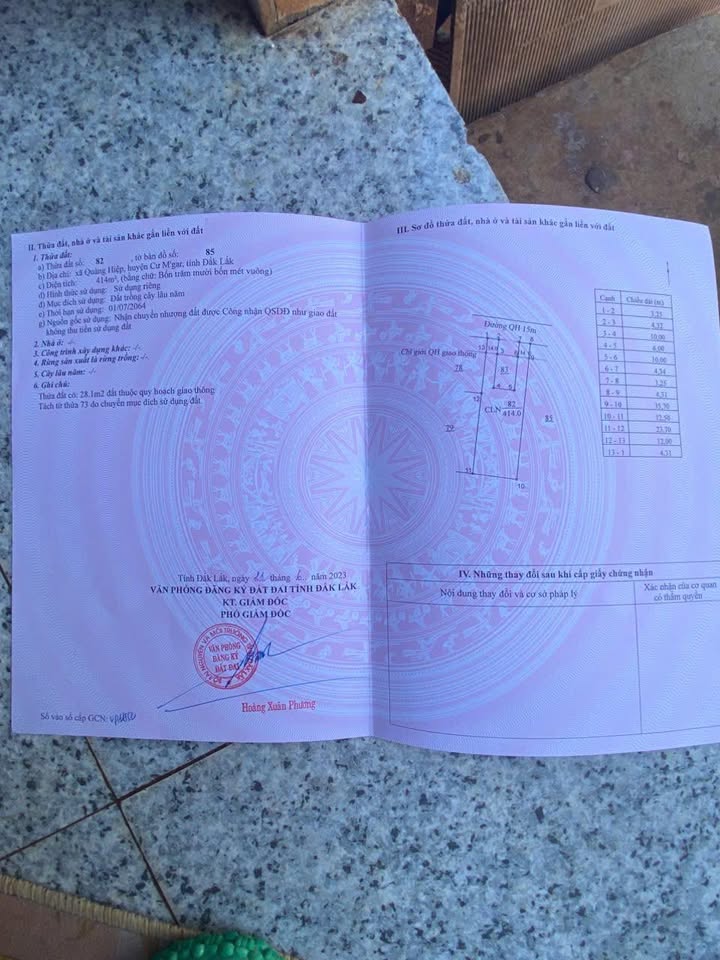 II. Thửa đất, nhà ở và tài sản khác gắn liền với đất
1. Thửa đất:
a) Thửa đất số: 82 , tờ bản đồ số: 85
b) Địa chỉ: xã Quảng Hiệp, huyện Cư M'gar, tỉnh Đắk Lắk
c) Diện tích: 414m², (bằng chữ: Bốn trăm mười bốn mét vuông)
d) Hình thức sử dụng: Sử dụng riêng
đ) Mục đích sử dụng: Đất trồng cây lâu năm
e) Thời hạn sử dụng: 01/07/2064
g) Nguồn gốc sử dụng: Nhận chuyển nhượng đất được Công nhận QSDĐ như giao đất
không thu tiền sử dụng đất
2. Nhà ở: -/-
3. Công trình xây dựng khác: -/-
4. Rừng sản xuất là rừng trồng: -/-
5. Cây lâu năm: -/-
6. Ghi chú:
Thửa đất có: 28.1m2 đất thuộc quy hoạch giao thông
Tách từ thửa 73 do chuyển mục đích sử dụng đất.
Tỉnh Đắk Lắk, ngày 21 tháng năm 2023
VĂN PHÒNG ĐĂNG KÝ ĐẤT ĐAI TỈNH ĐẮK LẮK
KT. GIÁM ĐỐC
PHÓ GIÁM ĐỐC
VĂN PHÒNG
ĐĂNG KÝ
ĐẤT ĐAI
Hoàng Xuân Phương
Số vào sổ cấp GCN:
III. Sơ đồ thửa đất, nhà ở và tài sản khác gắn liền với đất
Đường QH 15m
Chỉ giới QH giao thông
78
83
82
CLN 414.0
85
79
12
11
10
Cạnh Chiều dài (m)
1 - 2 3,25
2 - 3 4,32
3 - 4 10,00
4 - 5 6,00
5 - 6 10,00
6 - 7 4,34
7 - 8 3,25
8 - 9 4,31
9 - 10 35,70
10 - 11 12,58
11 - 12 23,70
12 - 13 12,00
13 - 1 4,31
IV. Những thay đổi sau khi cấp giấy chứng nhận
Nội dung thay đổi và cơ sở pháp lý
Xác nhận của cơ quan
có thẩm quyền